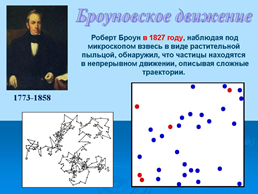 Броуновское движение
Роберт Броун в 1827 году, наблюдая под
микроскопом взвесь в виде растительной
пыльцой, обнаружил, что частицы находятся
в непрерывном движении, описывая сложные
траектории.
1773–1858